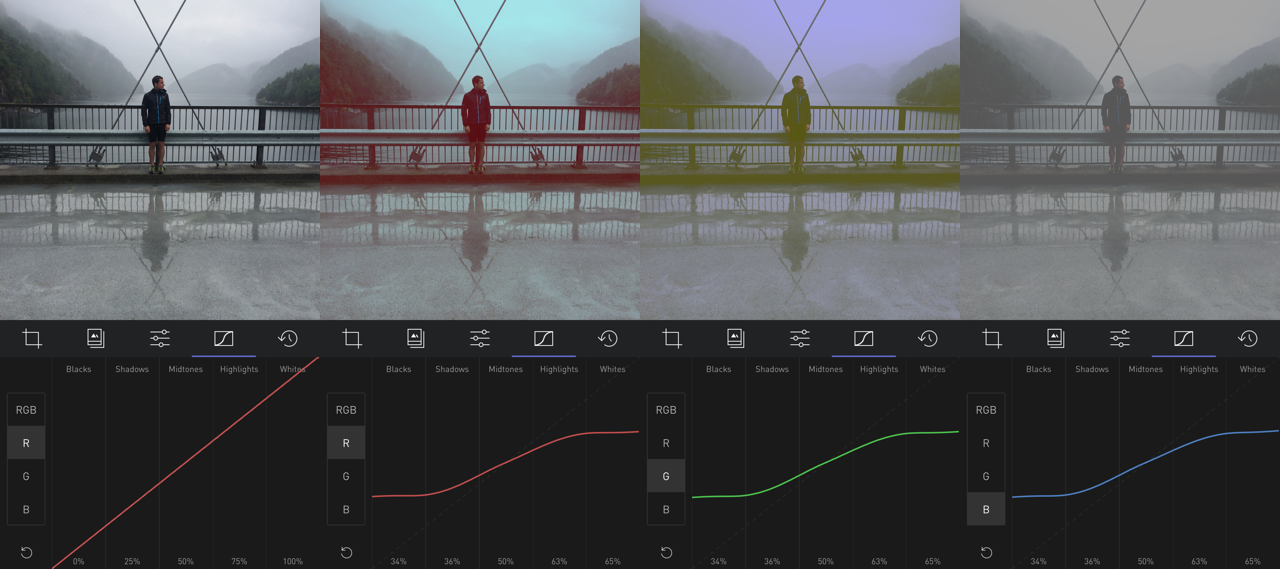 Blacks Shadows Midtones Highlights Whites
RGB
R
G
B
0% 25% 50% 75% 100%
Blacks Shadows Midtones Highlights Whites
RGB
R
G
B
34% 36% 50% 63% 65%
Blacks Shadows Midtones Highlights Whites
RGB
R
G
B
34% 36% 50% 63% 65%
Blacks Shadows Midtones Highlights Whites
RGB
R
G
B
34% 36% 50% 63% 65%